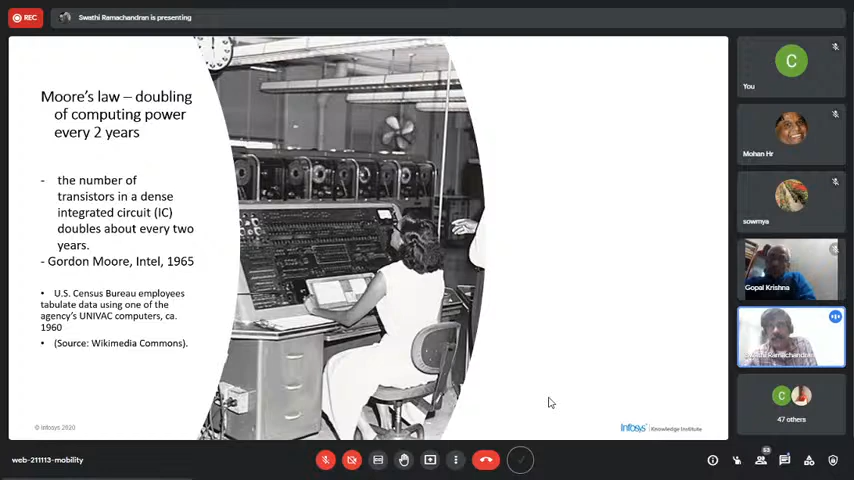 REC
Swathi Ramachandran is presenting
Moore's law – doubling
of computing power
every 2 years
- the number of
transistors in a dense
integrated circuit (IC)
doubles about every two
years.
- Gordon Moore, Intel, 1965
• U.S. Census Bureau employees
tabulate data using one of the
agency's UNIVAC computers, ca.
1960
• (Source: Wikimedia Commons).
© Infosys 2020
Infosys | Knowledge Institute
C
You
Mohan Hr
sowmya
Gopal Krishna
Swathi Ramachandran
C
47 others
web-211113-mobility
53